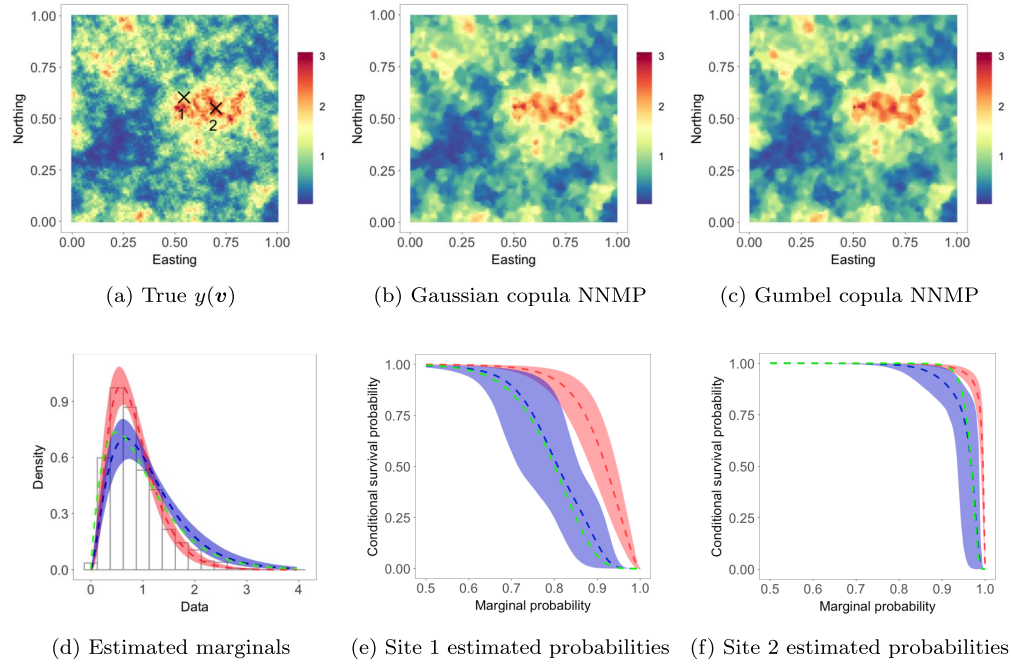 1.00
0.75
0.50
0.25
0.00
Northing
0.00 0.25 0.50 0.75 1.00
Easting
3
2
1
1
2
(a) True y(v)
1.00
0.75
0.50
0.25
0.00
Northing
0.00 0.25 0.50 0.75 1.00
Easting
3
2
1
(b) Gaussian copula NNMP
1.00
0.75
0.50
0.25
0.00
Northing
0.00 0.25 0.50 0.75 1.00
Easting
3
2
1
(c) Gumbel copula NNMP
0.9
0.6
0.3
0.0
Density
0 1 2 3 4
Data
(d) Estimated marginals
1.00
0.75
0.50
0.25
0.00
Conditional survival probability
0.5 0.6 0.7 0.8 0.9 1.0
Marginal probability
(e) Site 1 estimated probabilities
1.00
0.75
0.50
0.25
0.00
Conditional survival probability
0.5 0.6 0.7 0.8 0.9 1.0
Marginal probability
(f) Site 2 estimated probabilities